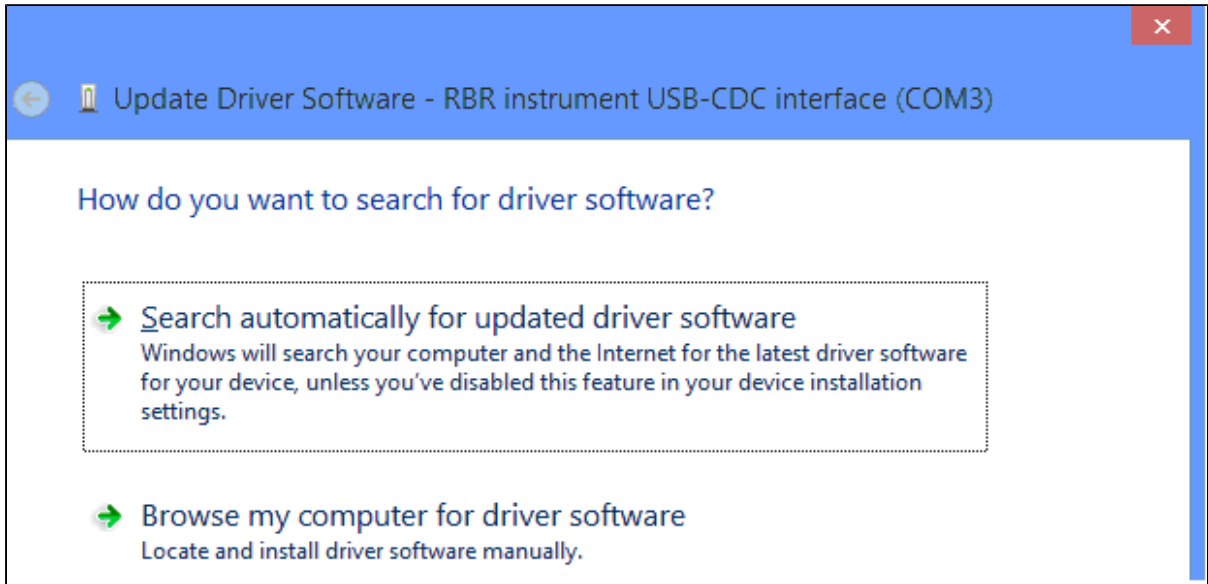 Update Driver Software - RBR instrument USB-CDC interface (COM3)
How do you want to search for driver software?
Search automatically for updated driver software
Windows will search your computer and the Internet for the latest driver software
for your device, unless you've disabled this feature in your device installation
settings.
Browse my computer for driver software
Locate and install driver software manually.